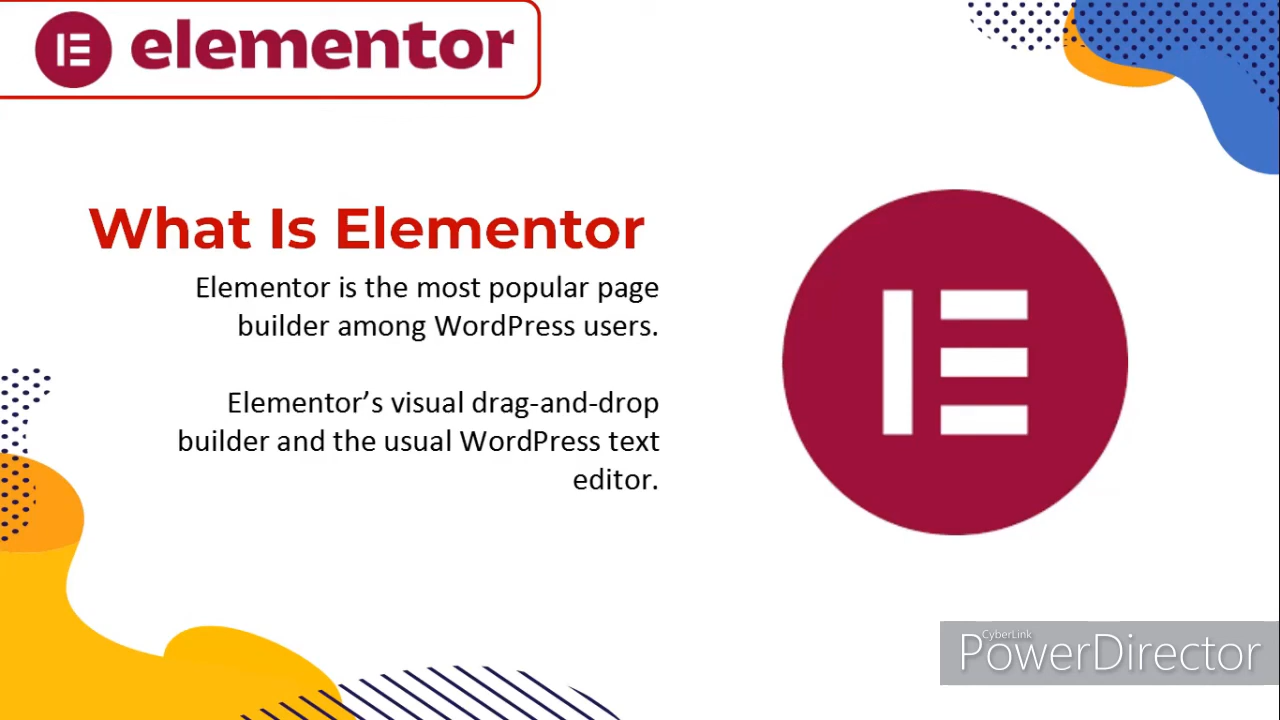 elementor
What Is Elementor
Elementor is the most popular page
builder among WordPress users.
Elementor’s visual drag-and-drop
builder and the usual WordPress text
editor.
CyberLink
PowerDirector